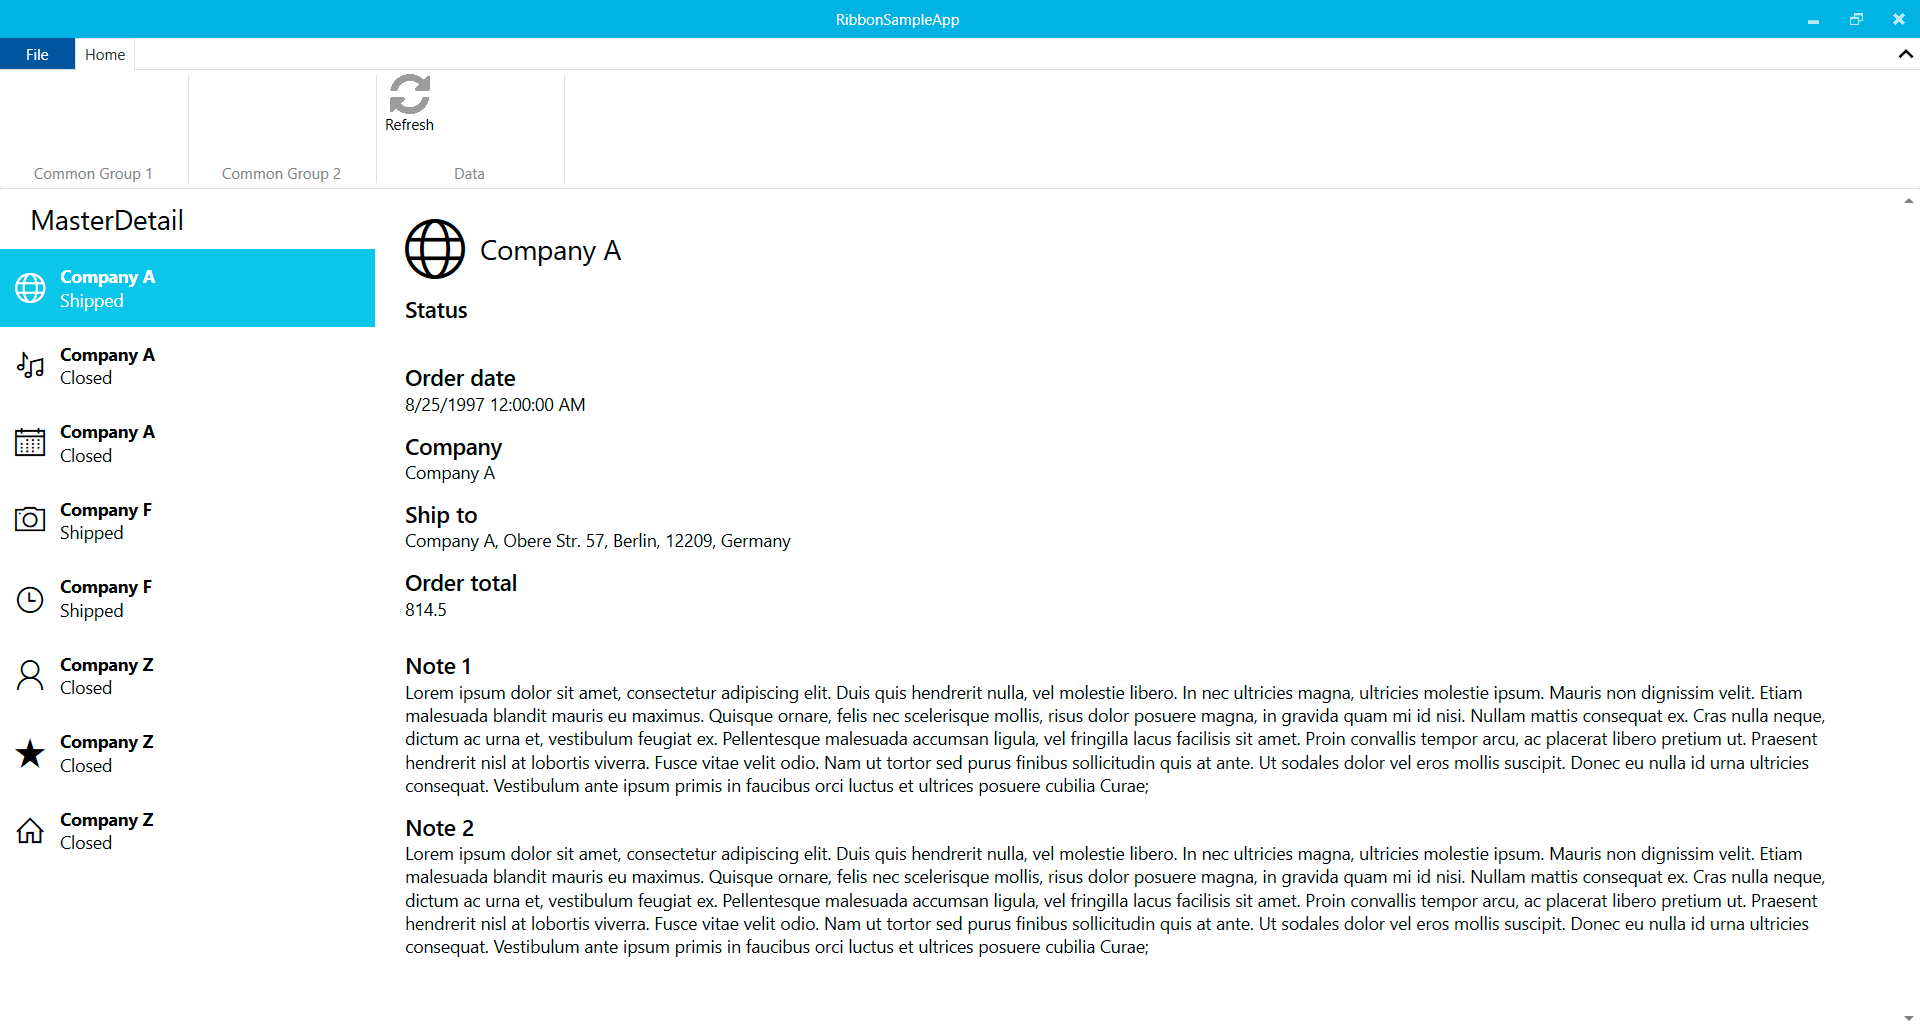 RibbonSampleApp
File
Home
Refresh
Common Group 1
Common Group 2
Data
MasterDetail
Company A
Shipped
Company A
Closed
Company A
Closed
Company F
Shipped
Company F
Shipped
Company Z
Closed
Company Z
Closed
Company Z
Closed
Company A
Status
Order date
8/25/1997 12:00:00 AM
Company
Company A
Ship to
Company A, Obere Str. 57, Berlin, 12209, Germany
Order total
814.5
Note 1
Lorem ipsum dolor sit amet, consectetur adipiscing elit. Duis quis hendrerit nulla, vel molestie libero. In nec ultricies magna, ultricies molestie ipsum. Mauris non dignissim velit. Etiam
malesuada blandit mauris eu maximus. Quisque ornare, felis nec scelerisque mollis, risus dolor posuere magna, in gravida quam mi id nisi. Nullam mattis consequat ex. Cras nulla neque,
dictum ac urna et, vestibulum feugiat ex. Pellentesque malesuada accumsan ligula, vel fringilla lacus facilisis sit amet. Proin convallis tempor arcu, ac placerat libero pretium ut. Praesent
hendrerit nisl at lobortis viverra. Fusce vitae velit odio. Nam ut tortor sed purus finibus sollicitudin quis at ante. Ut sodales dolor vel eros mollis suscipit. Donec eu nulla id urna ultricies
consequat. Vestibulum ante ipsum primis in faucibus orci luctus et ultrices posuere cubilia Curae;
Note 2
Lorem ipsum dolor sit amet, consectetur adipiscing elit. Duis quis hendrerit nulla, vel molestie libero. In nec ultricies magna, ultricies molestie ipsum. Mauris non dignissim velit. Etiam
malesuada blandit mauris eu maximus. Quisque ornare, felis nec scelerisque mollis, risus dolor posuere magna, in gravida quam mi id nisi. Nullam mattis consequat ex. Cras nulla neque,
dictum ac urna et, vestibulum feugiat ex. Pellentesque malesuada accumsan ligula, vel fringilla lacus facilisis sit amet. Proin convallis tempor arcu, ac placerat libero pretium ut. Praesent
hendrerit nisl at lobortis viverra. Fusce vitae velit odio. Nam ut tortor sed purus finibus sollicitudin quis at ante. Ut sodales dolor vel eros mollis suscipit. Donec eu nulla id urna ultricies
consequat. Vestibulum ante ipsum primis in faucibus orci luctus et ultrices posuere cubilia Curae;